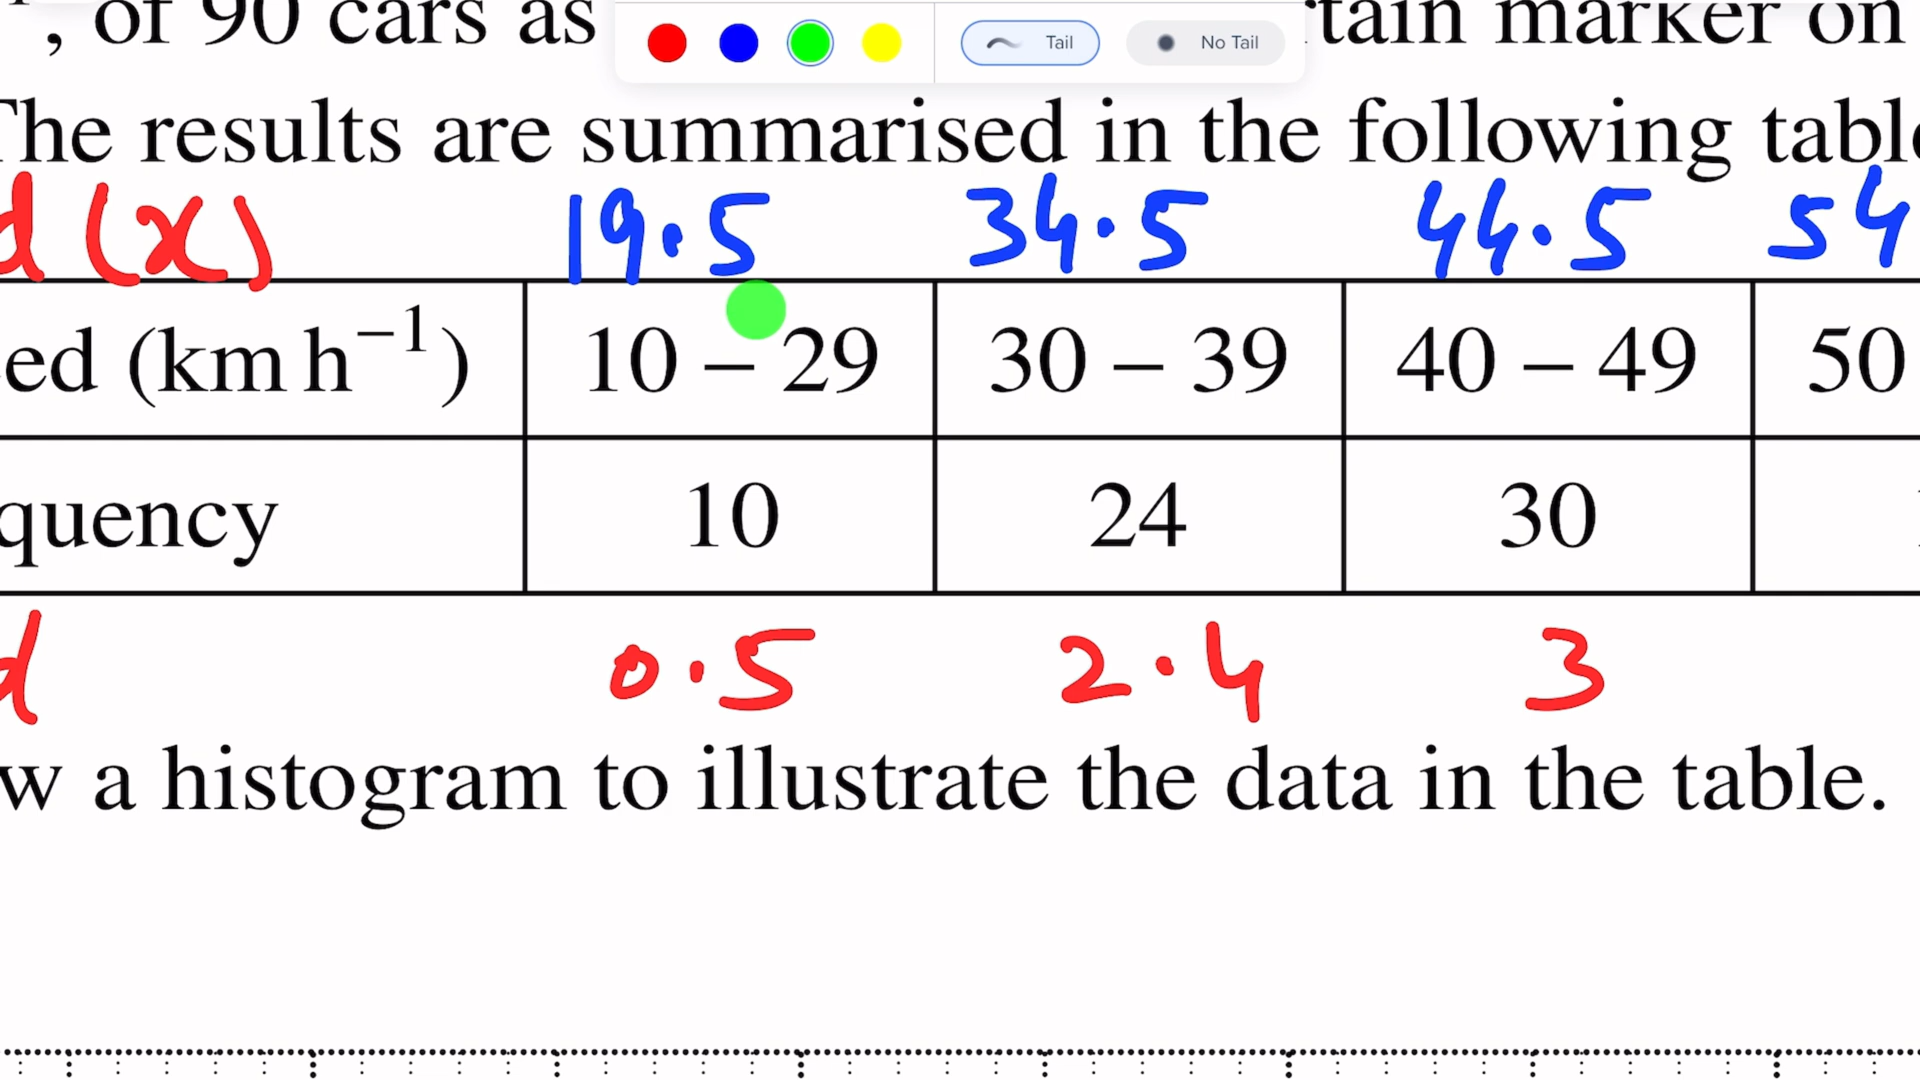 , of 90 cars as
Tail
No Tail
marker on
The results are summarised in the following table
d (x) 19.5 34.5 44.5 54
ed (km h⁻¹) 10 – 29 30 – 39 40 – 49 50
quency 10 24 30
d 0.5 2.4 3
w a histogram to illustrate the data in the table.